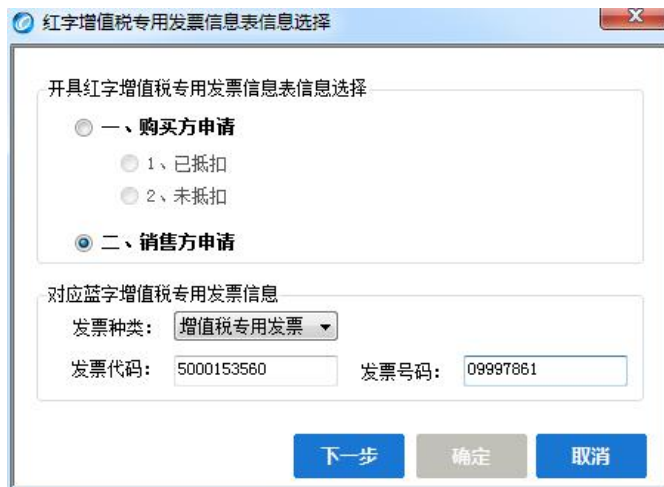 红字增值税专用发票信息表信息选择
开具红字增值税专用发票信息表信息选择
一、购买方申请
1、已抵扣
2、未抵扣
二、销售方申请
对应蓝字增值税专用发票信息
发票种类： 增值税专用发票
发票代码： 5000153560 发票号码： 09997861
下一步 确定 取消